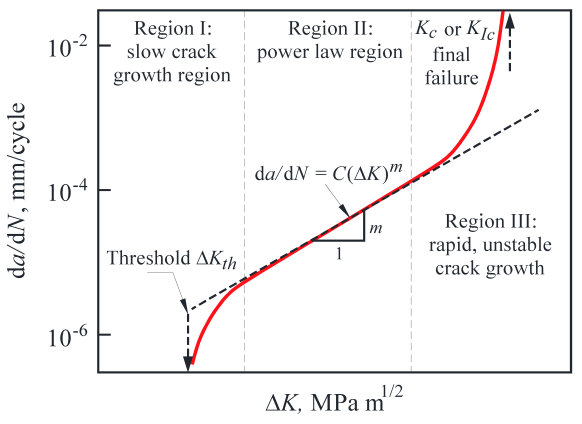 Region I:
slow crack
growth region
Region II:
power law region
K_c or K_Ic
final
failure
10^-2
10^-4
10^-6
da/dN, mm/cycle
da/dN = C(ΔK)^m
m
1
Threshold ΔK_th
Region III:
rapid, unstable
crack growth
ΔK, MPa m^1/2